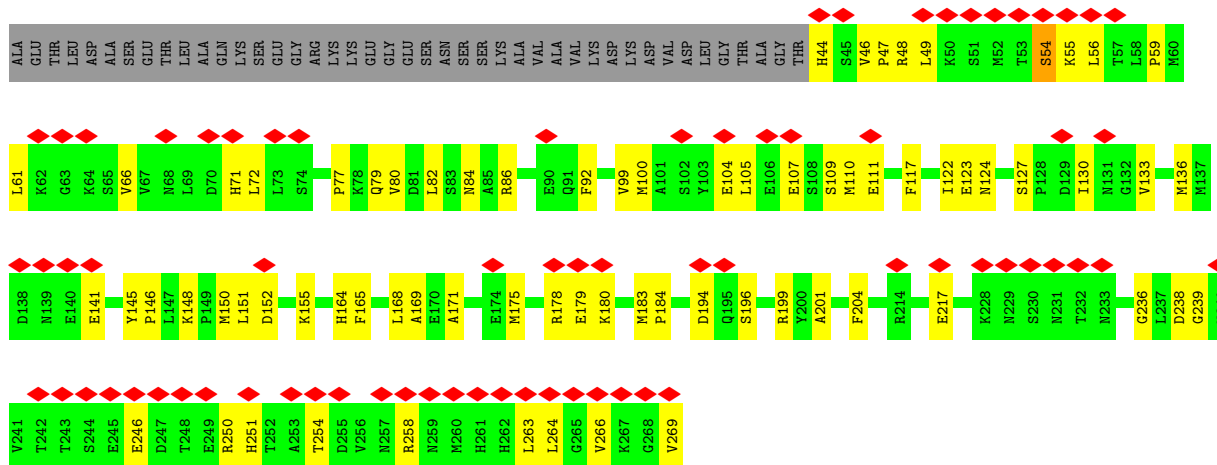 ALA GLU THR LEU ASP ALA SER GLU THR LEU ALA GLN LYS SER GLU GLY ARG LYS LYS GLU GLY GLU SER ASN SER SER LYS ALA VAL ALA VAL LYS ASP LYS ASP VAL ASP LEU GLY THR ALA GLY THR H44 S45 V46 P47 R48 L49 K50 S51 M52 T53 S54 K55 L56 T57 L58 P59 M60
L61 K62 G63 K64 S65 V66 V67 N68 L69 D70 H71 L72 L73 S74 P77 K78 Q79 V80 D81 L82 S83 N84 A85 R86 E90 Q91 F92 V99 M100 A101 S102 Y103 E104 L105 E106 E107 S108 S109 M110 E111 F117 I122 E123 N124 S127 P128 D129 I130 N131 G132 V133 M136 M137
D138 N139 E140 E141 Y145 P146 L147 K148 P149 M150 L151 D152 K155 H164 F165 L168 A169 E170 A171 E174 M175 R178 E179 K180 M183 P184 D194 Q195 S196 R199 Y200 A201 F204 R214 E217 K228 N229 S230 N231 T232 N233 G236 L237 D238 G239
V241 T242 T243 S244 E245 E246 D247 T248 E249 R250 H251 T252 A253 T254 D255 V256 N257 R258 N259 M260 H261 H262 L263 L264 G265 V266 K267 G268 V269